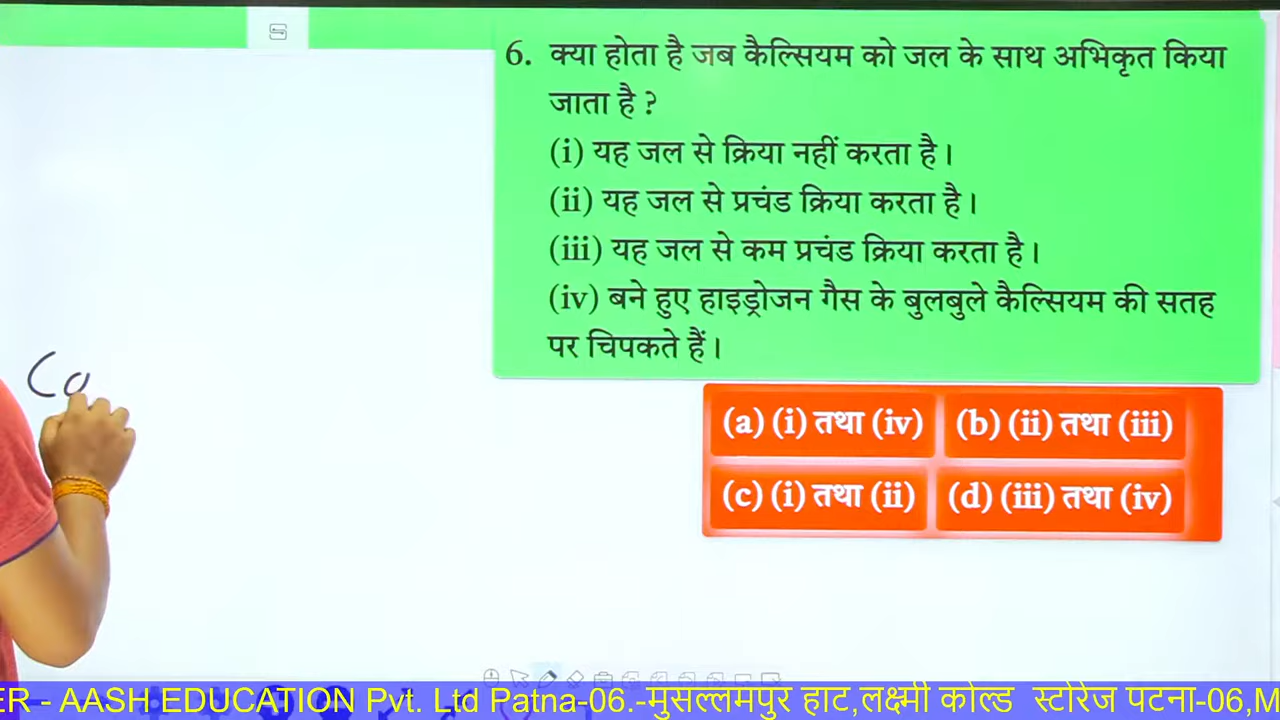 6. क्या होता है जब कैल्सियम को जल के साथ अभिकृत किया
जाता है ?
(i) यह जल से क्रिया नहीं करता है।
(ii) यह जल से प्रचंड क्रिया करता है।
(iii) यह जल से कम प्रचंड क्रिया करता है।
(iv) बने हुए हाइड्रोजन गैस के बुलबुले कैल्सियम की सतह
पर चिपकते हैं।
Ca
(a) (i) तथा (iv) (b) (ii) तथा (iii)
(c) (i) तथा (ii) (d) (iii) तथा (iv)
ER - AASH EDUCATION Pvt. Ltd Patna-06.-मुसल्लमपुर हाट,लक्ष्मी कोल्ड स्टोरेज पटना-06,M